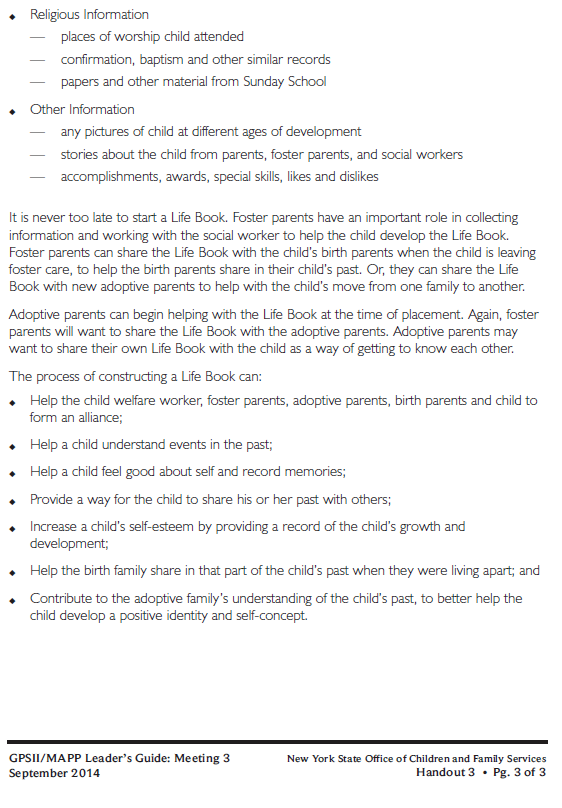 ◆ Religious Information
— places of worship child attended
— confirmation, baptism and other similar records
— papers and other material from Sunday School
◆ Other Information
— any pictures of child at different ages of development
— stories about the child from parents, foster parents, and social workers
— accomplishments, awards, special skills, likes and dislikes
It is never too late to start a Life Book. Foster parents have an important role in collecting
information and working with the social worker to help the child develop the Life Book.
Foster parents can share the Life Book with the child's birth parents when the child is leaving
foster care, to help the birth parents share in their child's past. Or, they can share the Life
Book with new adoptive parents to help with the child's move from one family to another.
Adoptive parents can begin helping with the Life Book at the time of placement. Again, foster
parents will want to share the Life Book with the adoptive parents. Adoptive parents may
want to share their own Life Book with the child as a way of getting to know each other.
The process of constructing a Life Book can:
◆ Help the child welfare worker, foster parents, adoptive parents, birth parents and child to
form an alliance;
◆ Help a child understand events in the past;
◆ Help a child feel good about self and record memories;
◆ Provide a way for the child to share his or her past with others;
◆ Increase a child's self-esteem by providing a record of the child's growth and
development;
◆ Help the birth family share in that part of the child's past when they were living apart; and
◆ Contribute to the adoptive family's understanding of the child's past, to better help the
child develop a positive identity and self-concept.
GPSII/MAPP Leader's Guide: Meeting 3
September 2014
New York State Office of Children and Family Services
Handout 3 • Pg. 3 of 3